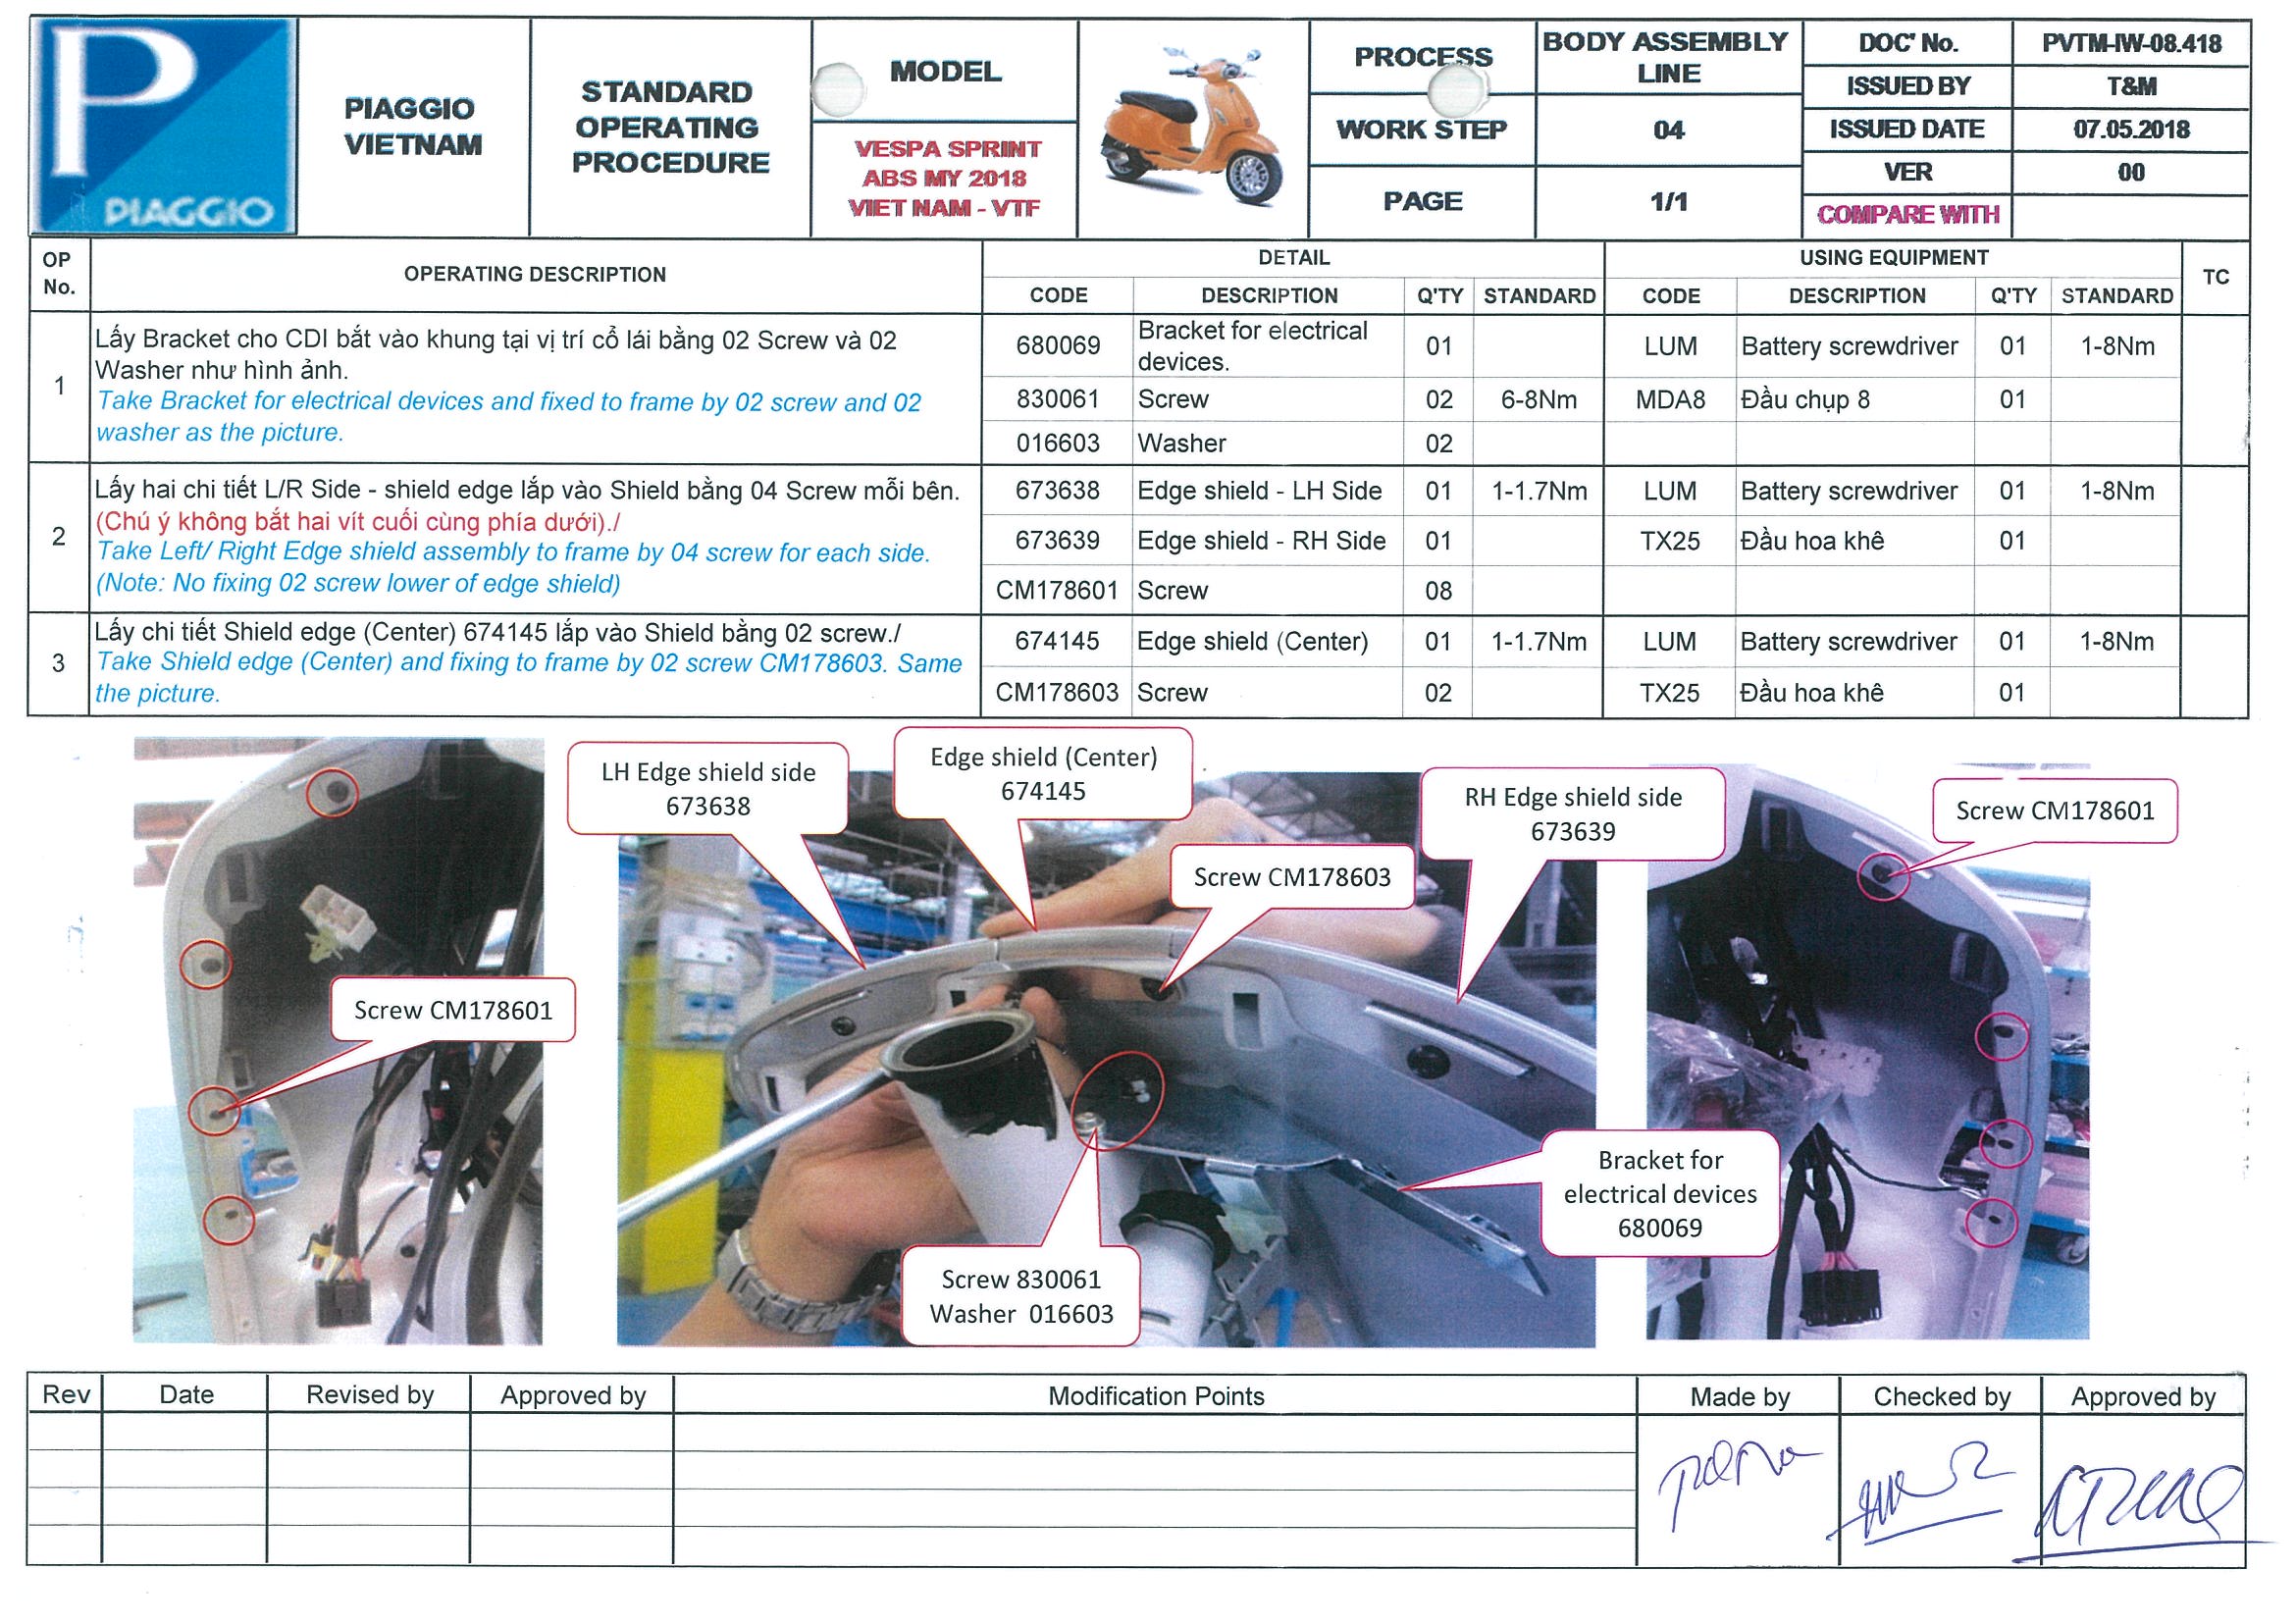 P
PIAGGIO
PIAGGIO
VIETNAM
STANDARD
OPERATING
PROCEDURE
MODEL
VESPA SPRINT
ABS MY 2018
VIET NAM - VTF
PROCESS
BODY ASSEMBLY
LINE
WORK STEP
04
PAGE
1/1
DOC' No.
PVTM-IW-08.418
ISSUED BY
T&M
ISSUED DATE
07.05.2018
VER
00
COMPARE WITH
OP
No.
OPERATING DESCRIPTION
DETAIL
USING EQUIPMENT
TC
CODE DESCRIPTION Q'TY STANDARD CODE DESCRIPTION Q'TY STANDARD
1
Lấy Bracket cho CDI bắt vào khung tại vị trí cổ lái bằng 02 Screw và 02
Washer như hình ảnh.
Take Bracket for electrical devices and fixed to frame by 02 screw and 02
washer as the picture.
680069 Bracket for electrical
devices. 01 LUM Battery screwdriver 01 1-8Nm
830061 Screw 02 6-8Nm MDA8 Đầu chụp 8 01
016603 Washer 02
2
Lấy hai chi tiết L/R Side - shield edge lắp vào Shield bằng 04 Screw mỗi bên.
(Chú ý không bắt hai vít cuối cùng phía dưới)./
Take Left/ Right Edge shield assembly to frame by 04 screw for each side.
(Note: No fixing 02 screw lower of edge shield)
673638 Edge shield - LH Side 01 1-1.7Nm LUM Battery screwdriver 01 1-8Nm
673639 Edge shield - RH Side 01 TX25 Đầu hoa khê 01
CM178601 Screw 08
3
Lấy chi tiết Shield edge (Center) 674145 lắp vào Shield bằng 02 screw./
Take Shield edge (Center) and fixing to frame by 02 screw CM178603. Same
the picture.
674145 Edge shield (Center) 01 1-1.7Nm LUM Battery screwdriver 01 1-8Nm
CM178603 Screw 02 TX25 Đầu hoa khê 01
LH Edge shield side
673638
Edge shield (Center)
674145
RH Edge shield side
673639
Screw CM178601
Screw CM178603
Screw CM178601
Bracket for
electrical devices
680069
Screw 830061
Washer 016603
Rev Date Revised by Approved by Modification Points Made by Checked by Approved by